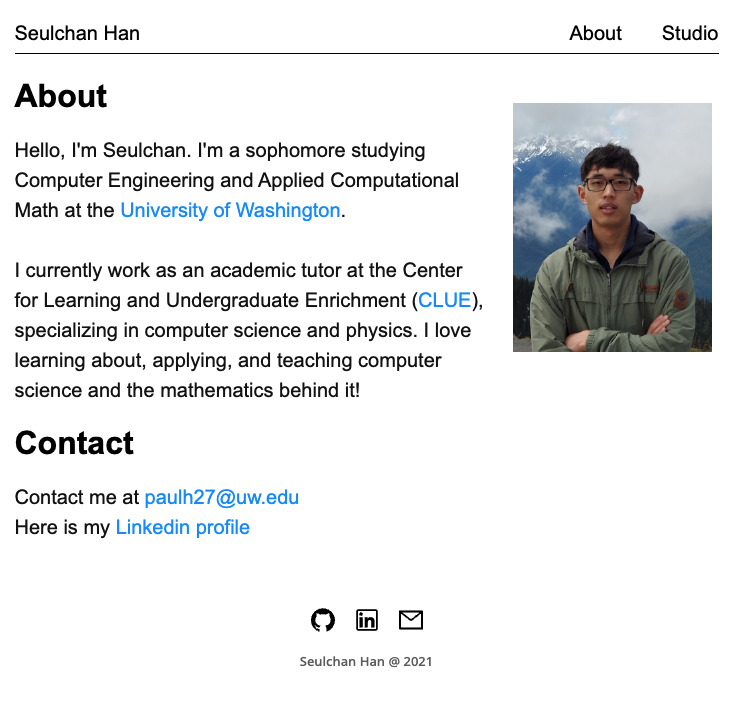 Seulchan Han
About
Studio
About
Hello, I'm Seulchan. I'm a sophomore studying
Computer Engineering and Applied Computational
Math at the University of Washington.
I currently work as an academic tutor at the Center
for Learning and Undergraduate Enrichment (CLUE),
specializing in computer science and physics. I love
learning about, applying, and teaching computer
science and the mathematics behind it!
Contact
Contact me at paulh27@uw.edu
Here is my Linkedin profile
in
Seulchan Han @ 2021